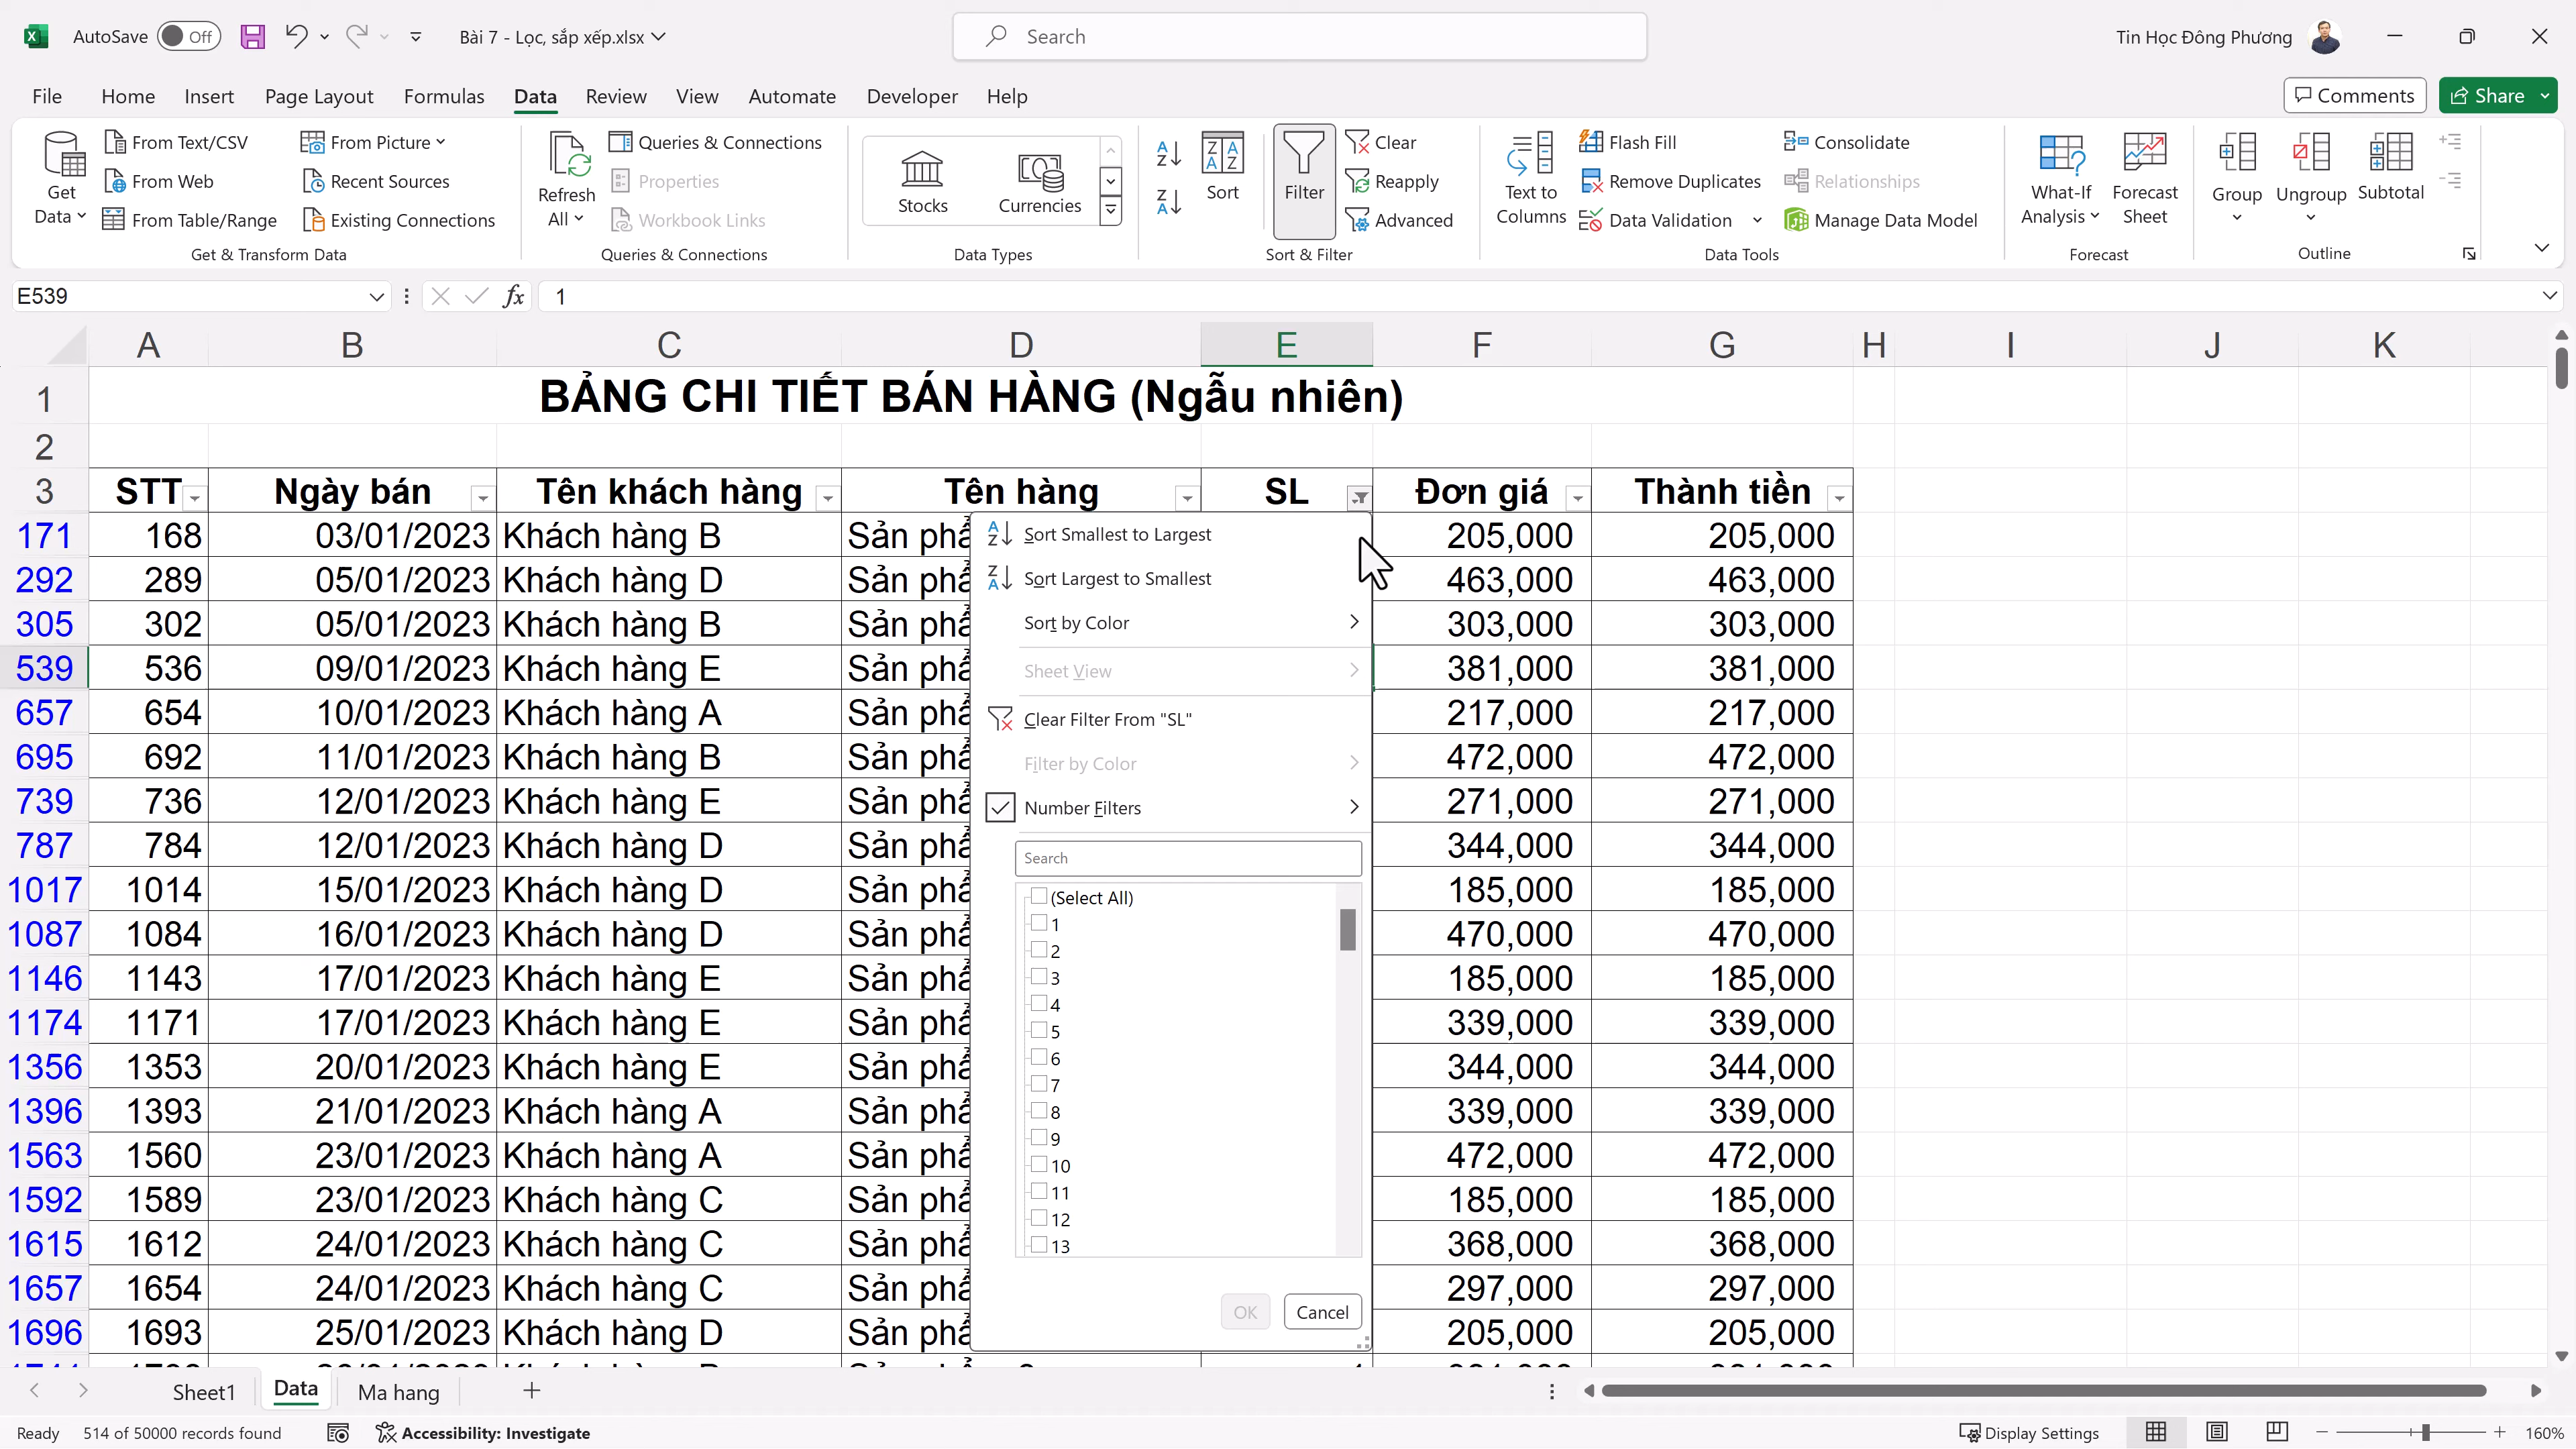 AutoSave Off Bài 7 - Lọc, sắp xếp.xlsx Search Tin Học Đông Phương
File Home Insert Page Layout Formulas Data Review View Automate Developer Help Comments Share
Get Data From Text/CSV From Web From Table/Range From Picture Recent Sources Existing Connections
Get & Transform Data
Refresh All Queries & Connections Properties Workbook Links
Queries & Connections
Stocks Currencies
Data Types
Sort Filter Clear Reapply Advanced
Sort & Filter
Text to Columns Flash Fill Remove Duplicates Data Validation Consolidate Relationships Manage Data Model
Data Tools
What-If Analysis Forecast Sheet
Forecast
Group Ungroup Subtotal
Outline
E539 fx 1
A B C D E F G H I J K
1 BẢNG CHI TIẾT BÁN HÀNG (Ngẫu nhiên)
2
3 STT Ngày bán Tên khách hàng Tên hàng SL Đơn giá Thành tiền
171 168 03/01/2023 Khách hàng B Sản phẩ 205,000 205,000
292 289 05/01/2023 Khách hàng D Sản phẩ 463,000 463,000
305 302 05/01/2023 Khách hàng B Sản phẩ 303,000 303,000
539 536 09/01/2023 Khách hàng E Sản phẩ 381,000 381,000
657 654 10/01/2023 Khách hàng A Sản phẩ 217,000 217,000
695 692 11/01/2023 Khách hàng B Sản phẩ 472,000 472,000
739 736 12/01/2023 Khách hàng E Sản phẩ 271,000 271,000
787 784 12/01/2023 Khách hàng D Sản phẩ 344,000 344,000
1017 1014 15/01/2023 Khách hàng D Sản phẩ 185,000 185,000
1087 1084 16/01/2023 Khách hàng D Sản phẩ 470,000 470,000
1146 1143 17/01/2023 Khách hàng E Sản phẩ 185,000 185,000
1174 1171 17/01/2023 Khách hàng E Sản phẩ 339,000 339,000
1356 1353 20/01/2023 Khách hàng E Sản phẩ 344,000 344,000
1396 1393 21/01/2023 Khách hàng A Sản phẩ 339,000 339,000
1563 1560 23/01/2023 Khách hàng A Sản phẩ 472,000 472,000
1592 1589 23/01/2023 Khách hàng C Sản phẩ 185,000 185,000
1615 1612 24/01/2023 Khách hàng C Sản phẩ 368,000 368,000
1657 1654 24/01/2023 Khách hàng C Sản phẩ 297,000 297,000
1696 1693 25/01/2023 Khách hàng D Sản phẩ 205,000 205,000
Sort Smallest to Largest
Sort Largest to Smallest
Sort by Color
Sheet View
Clear Filter From "SL"
Filter by Color
Number Filters
Search
(Select All)
1
2
3
4
5
6
7
8
9
10
11
12
13
OK Cancel
Sheet1 Data Ma hang
Ready 514 of 50000 records found Accessibility: Investigate Display Settings 160%